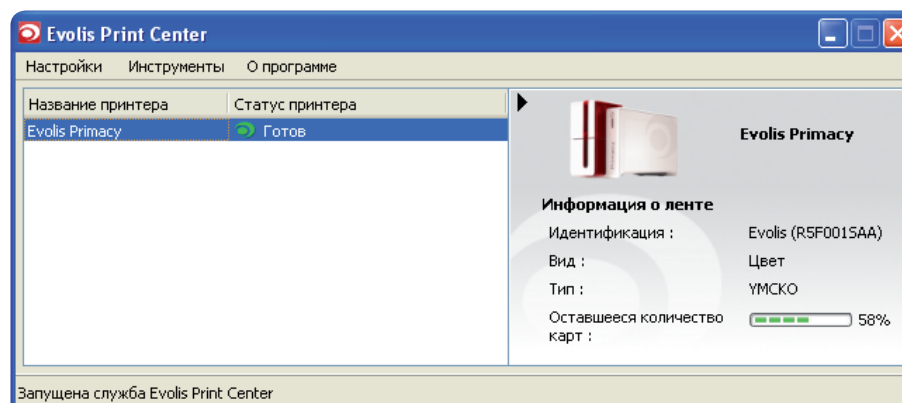 Evolis Print Center
Настройки Инструменты О программе
Название принтера Статус принтера
Evolis Primacy Готов
Evolis Primacy
Информация о ленте
Идентификация : Evolis (R5F001SAA)
Вид : Цвет
Тип : YMCKO
Оставшееся количество карт : 58%
Запущена служба Evolis Print Center